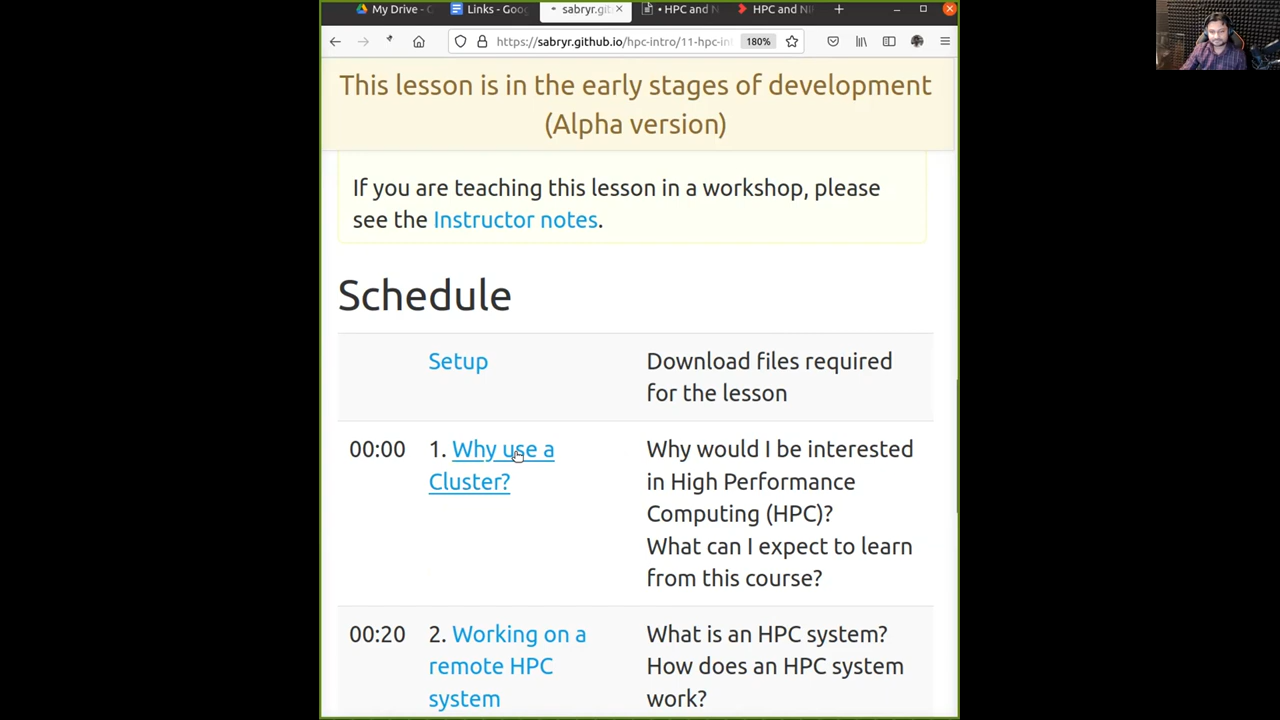 My Drive - G
Links - Goog
sabryr.git
• HPC and N
HPC and NI
https://sabryr.github.io/hpc-intro/11-hpc-in
180%
This lesson is in the early stages of development
(Alpha version)
If you are teaching this lesson in a workshop, please
see the Instructor notes.
Schedule
Setup
Download files required
for the lesson
00:00
1. Why use a
Cluster?
Why would I be interested
in High Performance
Computing (HPC)?
What can I expect to learn
from this course?
00:20
2. Working on a
remote HPC
system
What is an HPC system?
How does an HPC system
work?